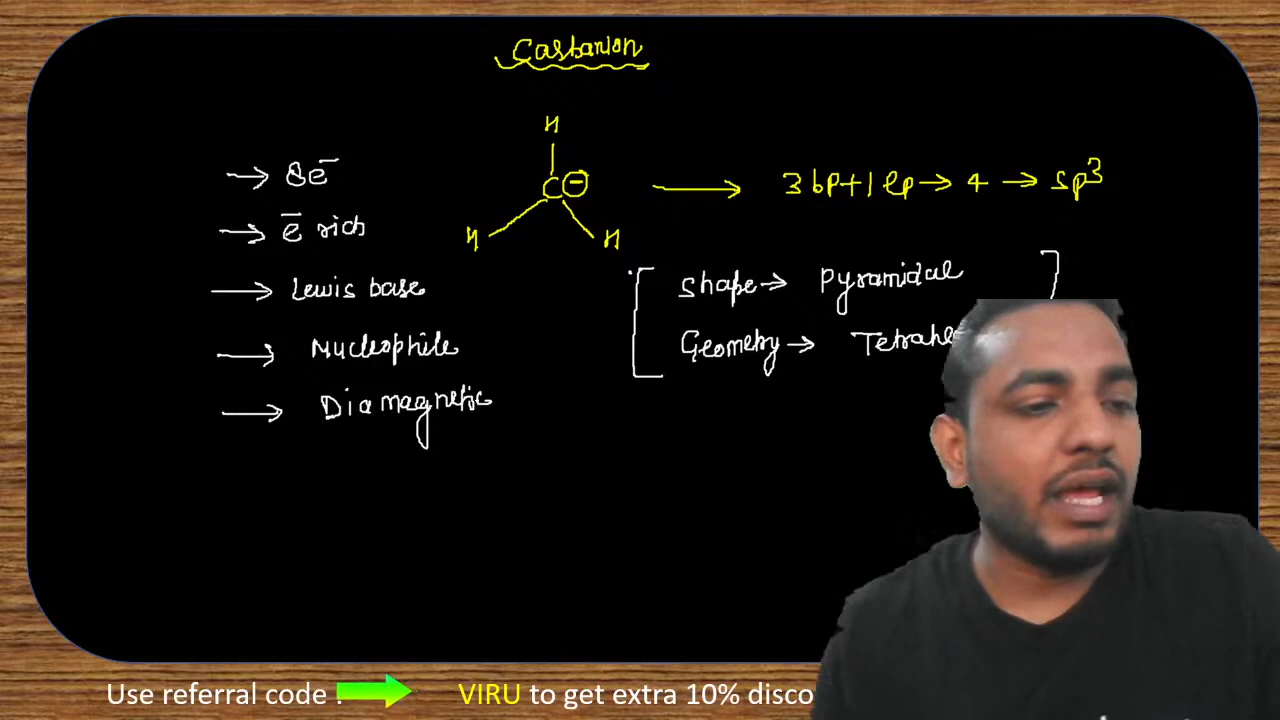 Carbanion
H
C⊖
H H
→ 8e⁻
→ e⁻ rich
→ Lewis base
→ Nucleophile
→ Diamagnetic
→ 3bp+1lp→ 4 → sp³
Shape→ Pyramidal
Geometry→ Tetrahe
Use referral code : VIRU to get extra 10% disco